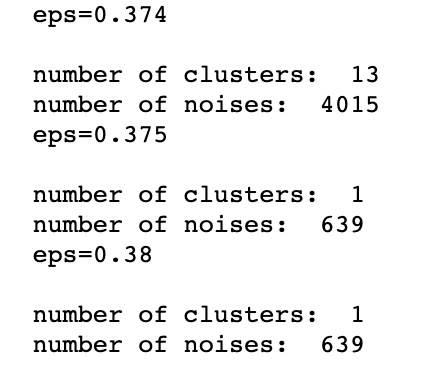 eps=0.374
number of clusters:  13
number of noises:  4015
eps=0.375
number of clusters:  1
number of noises:  639
eps=0.38
number of clusters:  1
number of noises:  639